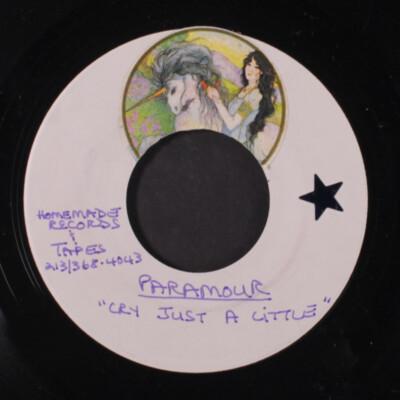 HOMEMADE
RECORDS
&
TAPES
213/368-4043
PARAMOUR
"CRY JUST A LITTLE"